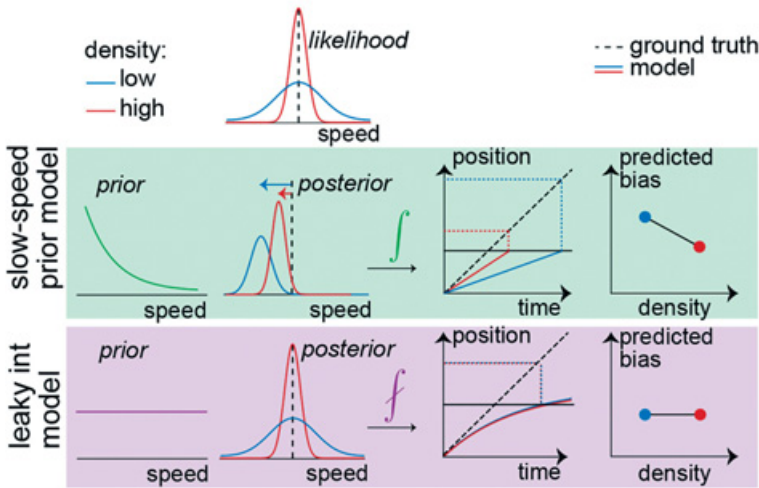 density:
low
high
likelihood
speed
ground truth
model
slow-speed
prior model
prior
speed
posterior
speed
∫
position
time
predicted
bias
density
leaky int
model
prior
speed
posterior
speed
∫
position
time
predicted
bias
density